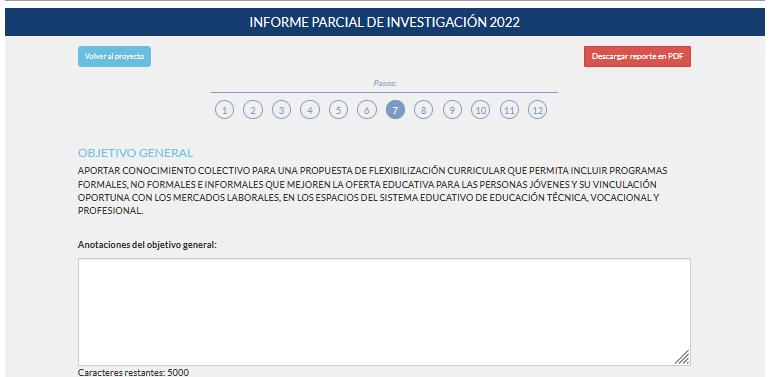 INFORME PARCIAL DE INVESTIGACIÓN 2022
Volver al proyecto
Descargar reporte en PDF
Pasos:
1 2 3 4 5 6 7 8 9 10 11 12
OBJETIVO GENERAL
APORTAR CONOCIMIENTO COLECTIVO PARA UNA PROPUESTA DE FLEXIBILIZACIÓN CURRICULAR QUE PERMITA INCLUIR PROGRAMAS
FORMALES, NO FORMALES E INFORMALES QUE MEJOREN LA OFERTA EDUCATIVA PARA LAS PERSONAS JÓVENES Y SU VINCULACIÓN
OPORTUNA CON LOS MERCADOS LABORALES, EN LOS ESPACIOS DEL SISTEMA EDUCATIVO DE EDUCACIÓN TÉCNICA, VOCACIONAL Y
PROFESIONAL.
Anotaciones del objetivo general:
Caracteres restantes: 5000